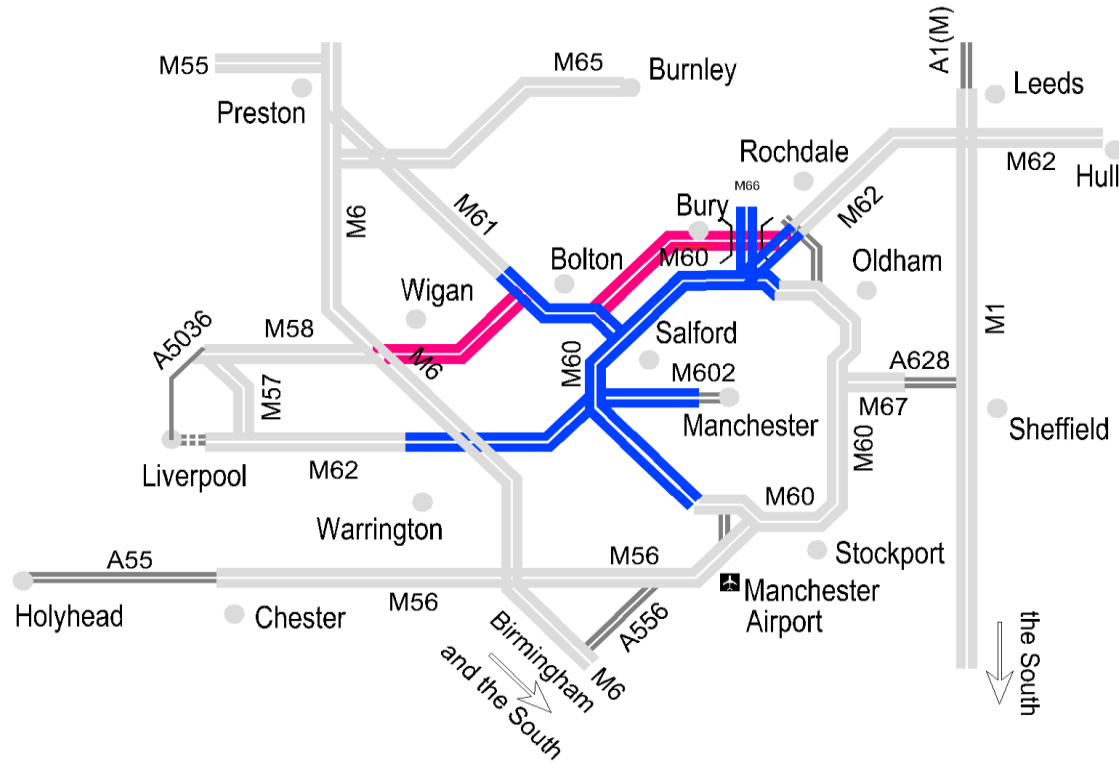 A1(M)
M55
M65
Burnley
Leeds
Preston
Rochdale
M62
Hull
M66
M6
M61
Bury
M62
M60
Bolton
Oldham
Wigan
A5036
M58
M6
M60
Salford
M1
A628
M57
M602
M67
Manchester
M60
Sheffield
Liverpool
M62
M60
Warrington
Stockport
A55
M56
M56
Manchester
Airport
Holyhead
Chester
A556
Birmingham
and the South
M6
the South